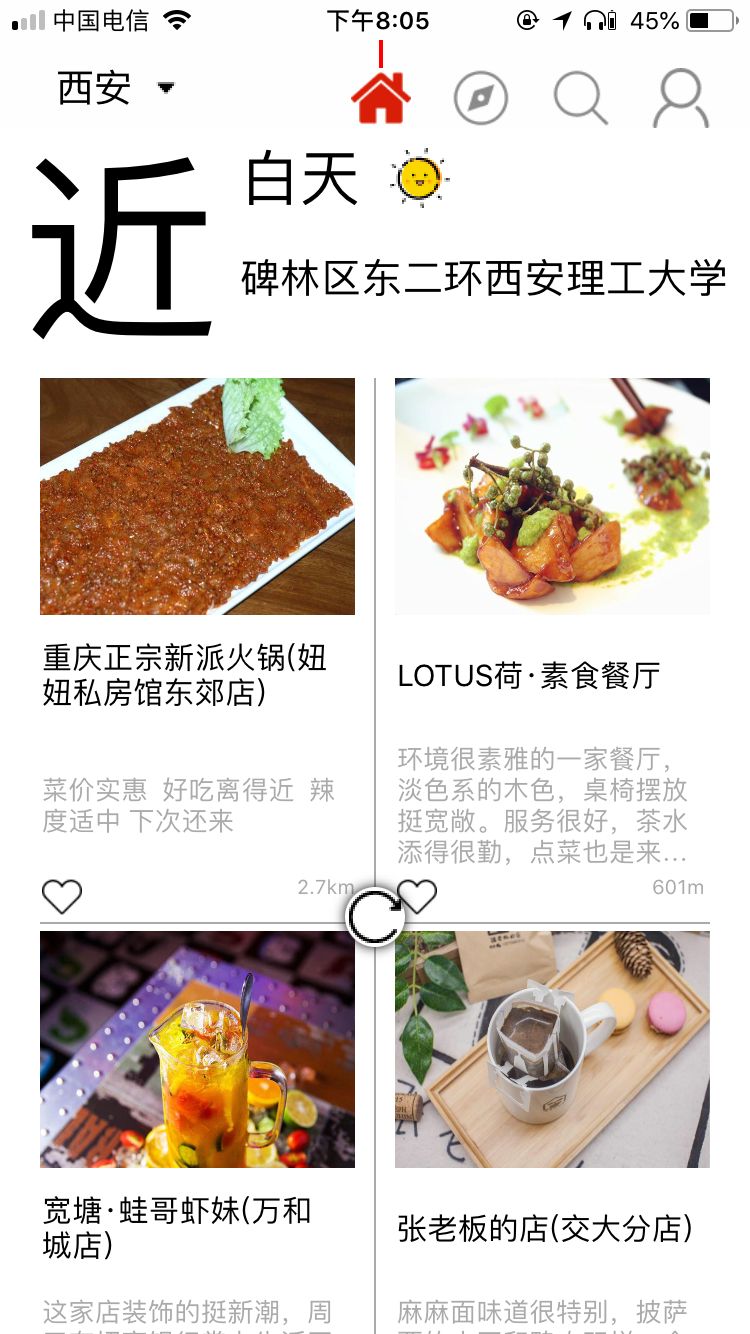 中国电信 下午8:05 45%
西安
近
白天
碑林区东二环西安理工大学
重庆正宗新派火锅(妞
妞私房馆东郊店)
菜价实惠 好吃离得近 辣
度适中 下次还来
2.7km
LOTUS荷·素食餐厅
环境很素雅的一家餐厅，
淡色系的木色，桌椅摆放
挺宽敞。服务很好，茶水
添得很勤，点菜也是来...
601m
宽塘·蛙哥虾妹(万和
城店)
这家店装饰的挺新潮，周
张老板的店(交大分店)
麻麻面味道很特别，披萨